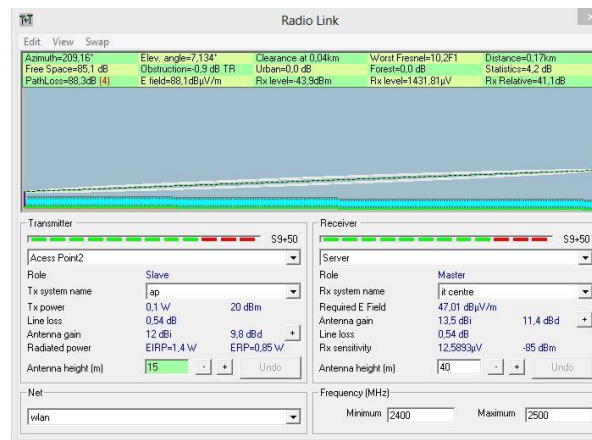 Radio Link
Edit View Swap
Azimuth=209,16° Elev. angle=7,134° Clearance at 0,04km Worst Fresnel=10,2F1 Distance=0,17km
Free Space=85,1 dB Obstruction=-0,9 dB TR Urban=0,0 dB Forest=0,0 dB Statistics=4,2 dB
PathLoss=88,3dB (4) E field=88,1dBµV/m Rx level=-43,9dBm Rx level=1431,81µV Rx Relative=41,1dB
Transmitter
S9+50
Acess Point2
Role Slave
Tx system name ap
Tx power 0,1 W 20 dBm
Line loss 0,54 dB
Antenna gain 12 dBi 9,8 dBd +
Radiated power EIRP=1,4 W ERP=0,85 W
Antenna height (m) 15 - + Undo
Net
wlan
Receiver
S9+50
Server
Role Master
Rx system name it centre
Required E Field 47,01 dBµV/m
Antenna gain 13,5 dBi 11,4 dBd +
Line loss 0,54 dB
Rx sensitivity 12,5893µV -85 dBm
Antenna height (m) 40 - + Undo
Frequency (MHz)
Minimum 2400 Maximum 2500